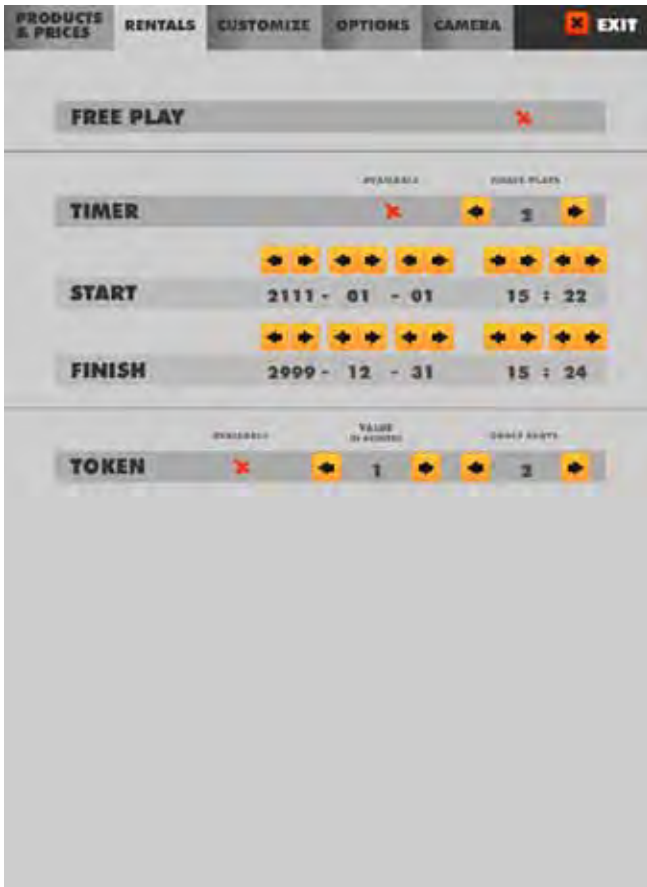 PRODUCTS & PRICES RENTALS CUSTOMIZE OPTIONS CAMERA EXIT
FREE PLAY
AVAILABLE
TIMER 2
START 2111 - 01 - 01 15 : 22
FINISH 2999 - 12 - 31 15 : 24
AVAILABLE VALUE
TOKEN 1 2